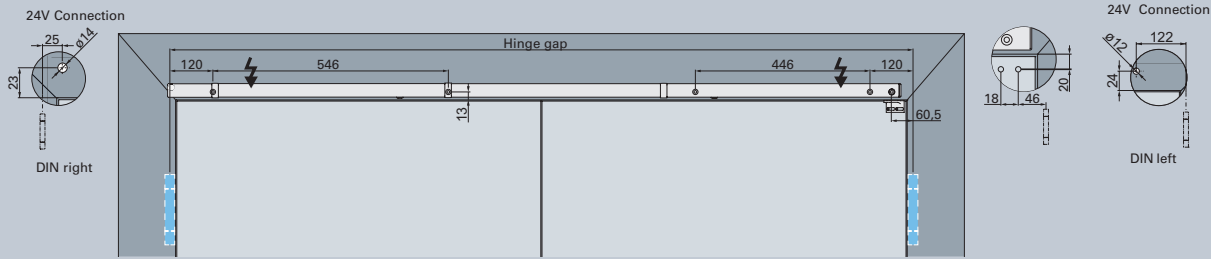 24V Connection
25
ø14
23
DIN right
Hinge gap
120
546
446
120
13
60,5
18
46
20
24V Connection
ø12
122
24
DIN left